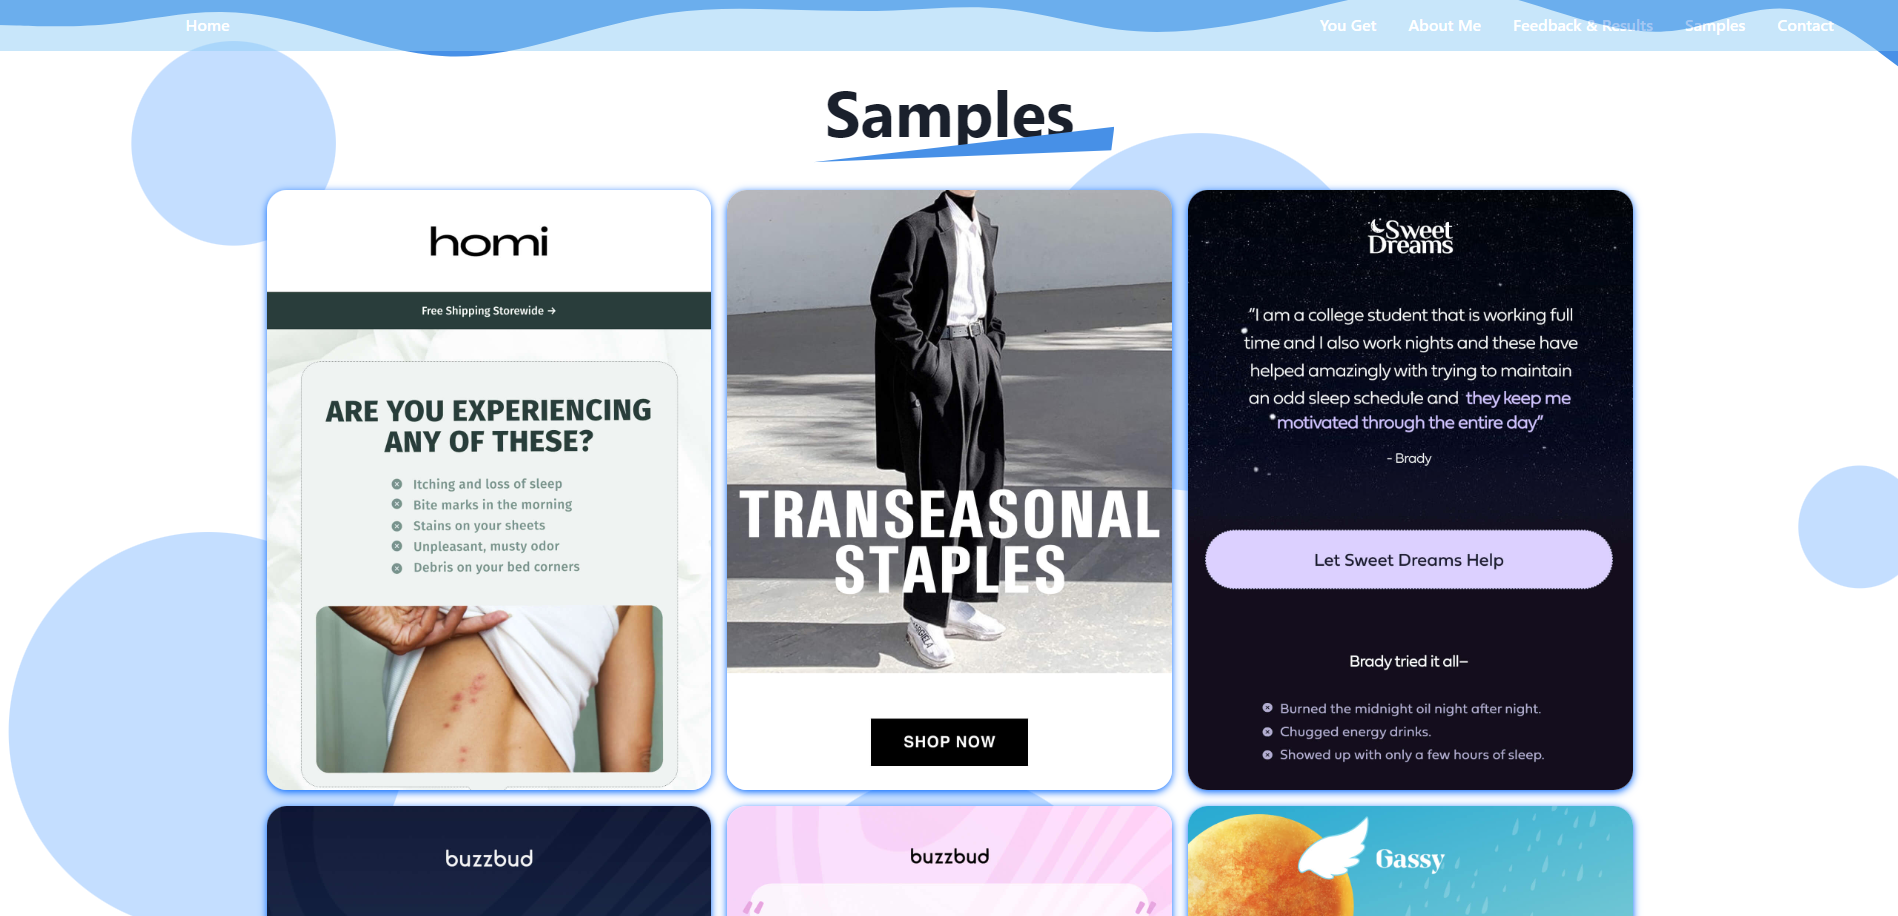 Home
You Get
About Me
Feedback & Results
Samples
Contact
Samples
homi
Free Shipping Storewide →
ARE YOU EXPERIENCING
ANY OF THESE?
Itching and loss of sleep
Bite marks in the morning
Stains on your sheets
Unpleasant, musty odor
Debris on your bed corners
TRANSEASONAL
STAPLES
SHOP NOW
Sweet
Dreams
"I am a college student that is working full
time and I also work nights and these have
helped amazingly with trying to maintain
an odd sleep schedule and they keep me
motivated through the entire day"
- Brady
Let Sweet Dreams Help
Brady tried it all–
Burned the midnight oil night after night.
Chugged energy drinks.
Showed up with only a few hours of sleep.
buzzbud
buzzbud
Gassy